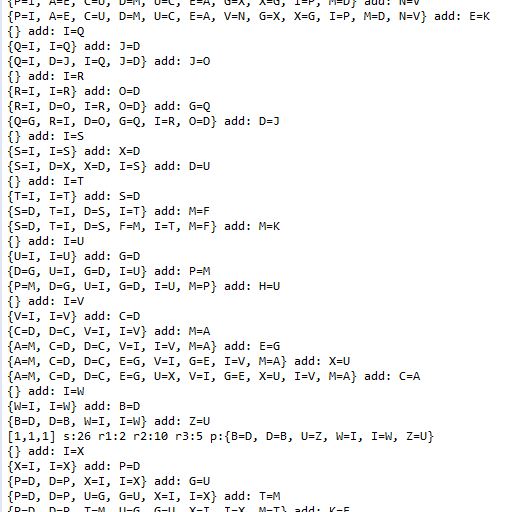 {P=I, A=E, C=U, D=M, U=C, E=A, G=X, X=G, I=P, M=D} add: N=V
{P=I, A=E, C=U, D=M, U=C, E=A, V=N, G=X, X=G, I=P, M=D, N=V} add: E=K
{} add: I=Q
{Q=I, I=Q} add: J=D
{Q=I, D=J, I=Q, J=D} add: J=O
{} add: I=R
{R=I, I=R} add: O=D
{R=I, D=O, I=R, O=D} add: G=Q
{Q=G, R=I, D=O, G=Q, I=R, O=D} add: D=J
{} add: I=S
{S=I, I=S} add: X=D
{S=I, D=X, X=D, I=S} add: D=U
{} add: I=T
{T=I, I=T} add: S=D
{S=D, T=I, D=S, I=T} add: M=F
{S=D, T=I, D=S, F=M, I=T, M=F} add: M=K
{} add: I=U
{U=I, I=U} add: G=D
{D=G, U=I, G=D, I=U} add: P=M
{P=M, D=G, U=I, G=D, I=U, M=P} add: H=U
{} add: I=V
{V=I, I=V} add: C=D
{C=D, D=C, V=I, I=V} add: M=A
{A=M, C=D, D=C, V=I, I=V, M=A} add: E=G
{A=M, C=D, D=C, E=G, V=I, G=E, I=V, M=A} add: X=U
{A=M, C=D, D=C, E=G, U=X, V=I, G=E, X=U, I=V, M=A} add: C=A
{} add: I=W
{W=I, I=W} add: B=D
{B=D, D=B, W=I, I=W} add: Z=U
[1,1,1] s:26 r1:2 r2:10 r3:5 p:{B=D, D=B, U=Z, W=I, I=W, Z=U}
{} add: I=X
{X=I, I=X} add: P=D
{P=D, D=P, X=I, I=X} add: G=U
{P=D, D=P, U=G, G=U, X=I, I=X} add: T=M
{P=D, D=P, T=M, U=G, G=U, X=I, I=X, M=T} add: K=E